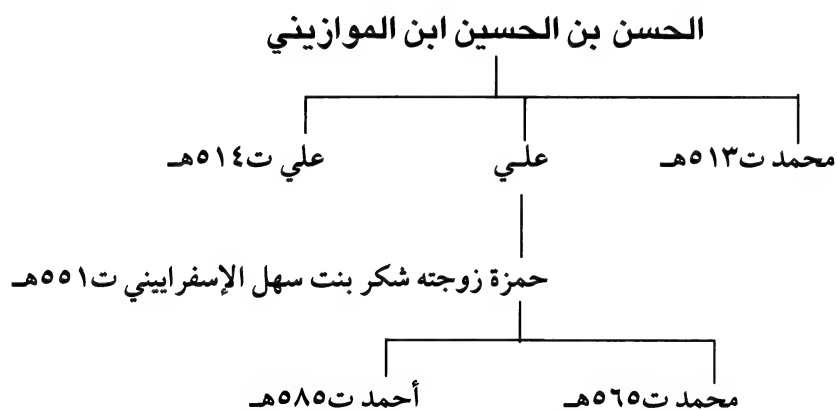 الحسن بن الحسين ابن الموازيني
محمد ت٥١٣هـ علـي علي ت٥١٤هـ
حمزة زوجته شكر بنت سهل الإسفراييني ت٥٥١هـ
محمد ت٥٦٥هـ أحمد ت٥٨٥هـ